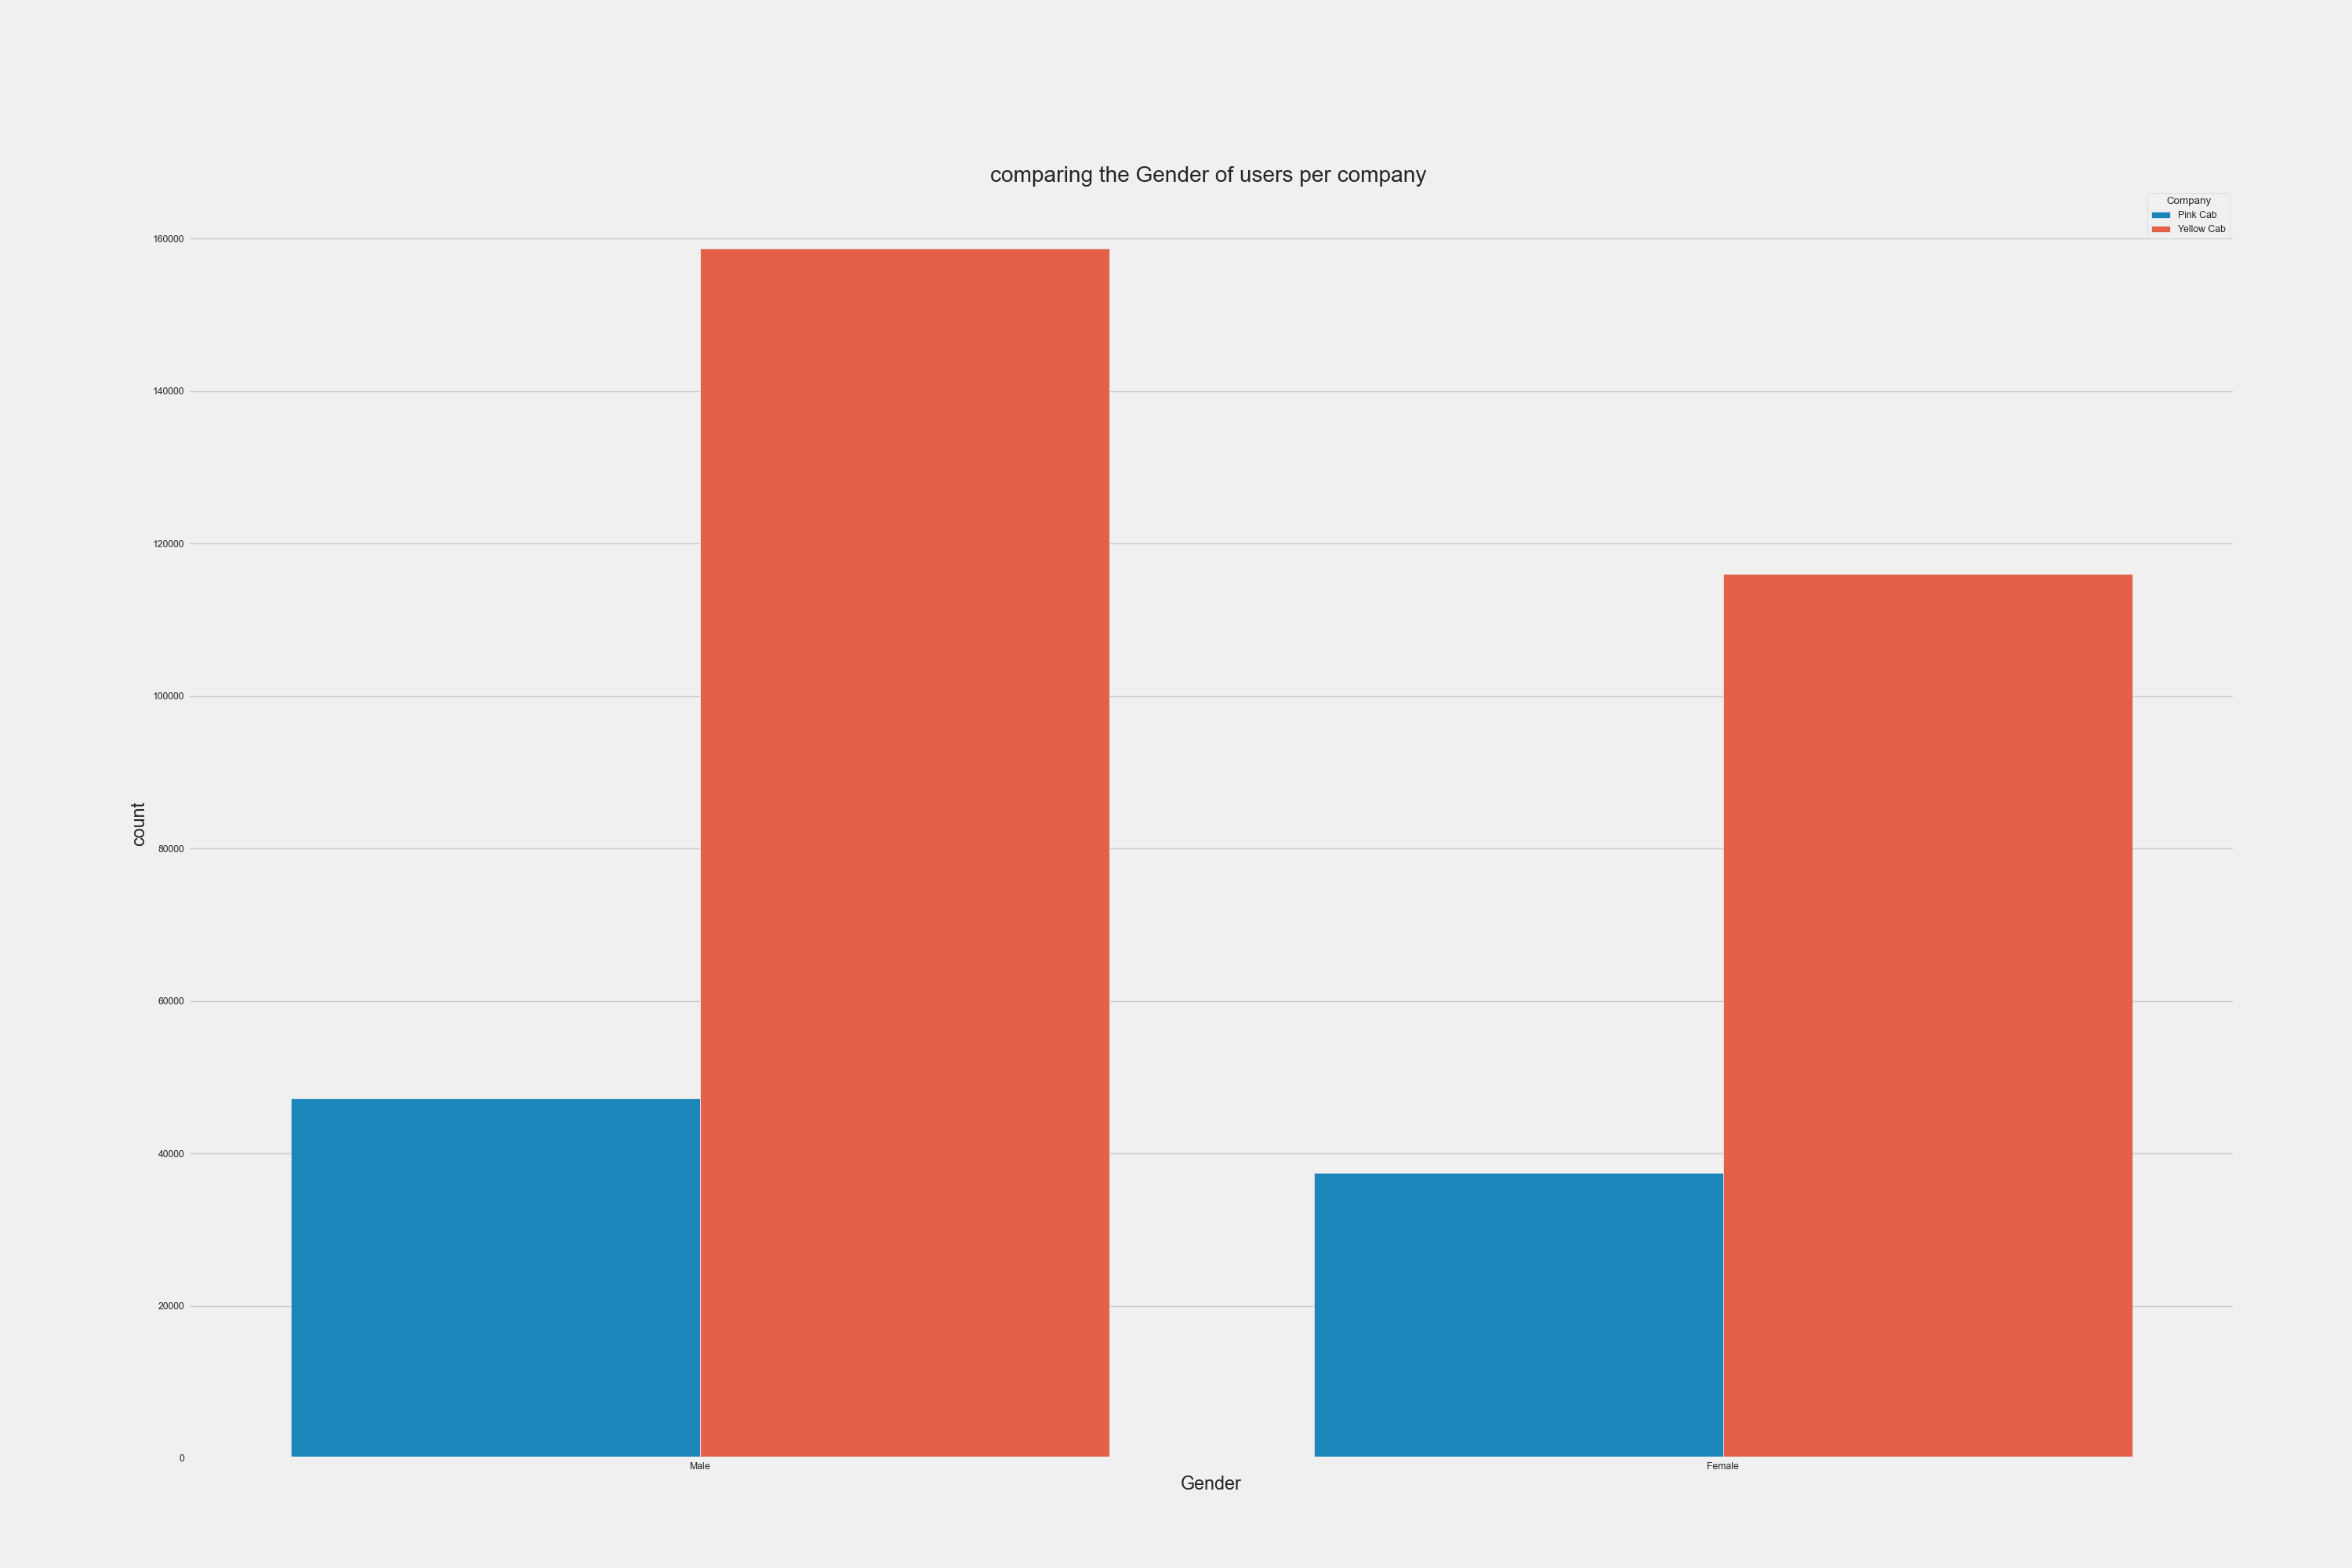 comparing the Gender of users per company
Company
Pink Cab
Yellow Cab
160000
140000
120000
100000
80000
60000
40000
20000
0
count
Male
Female
Gender